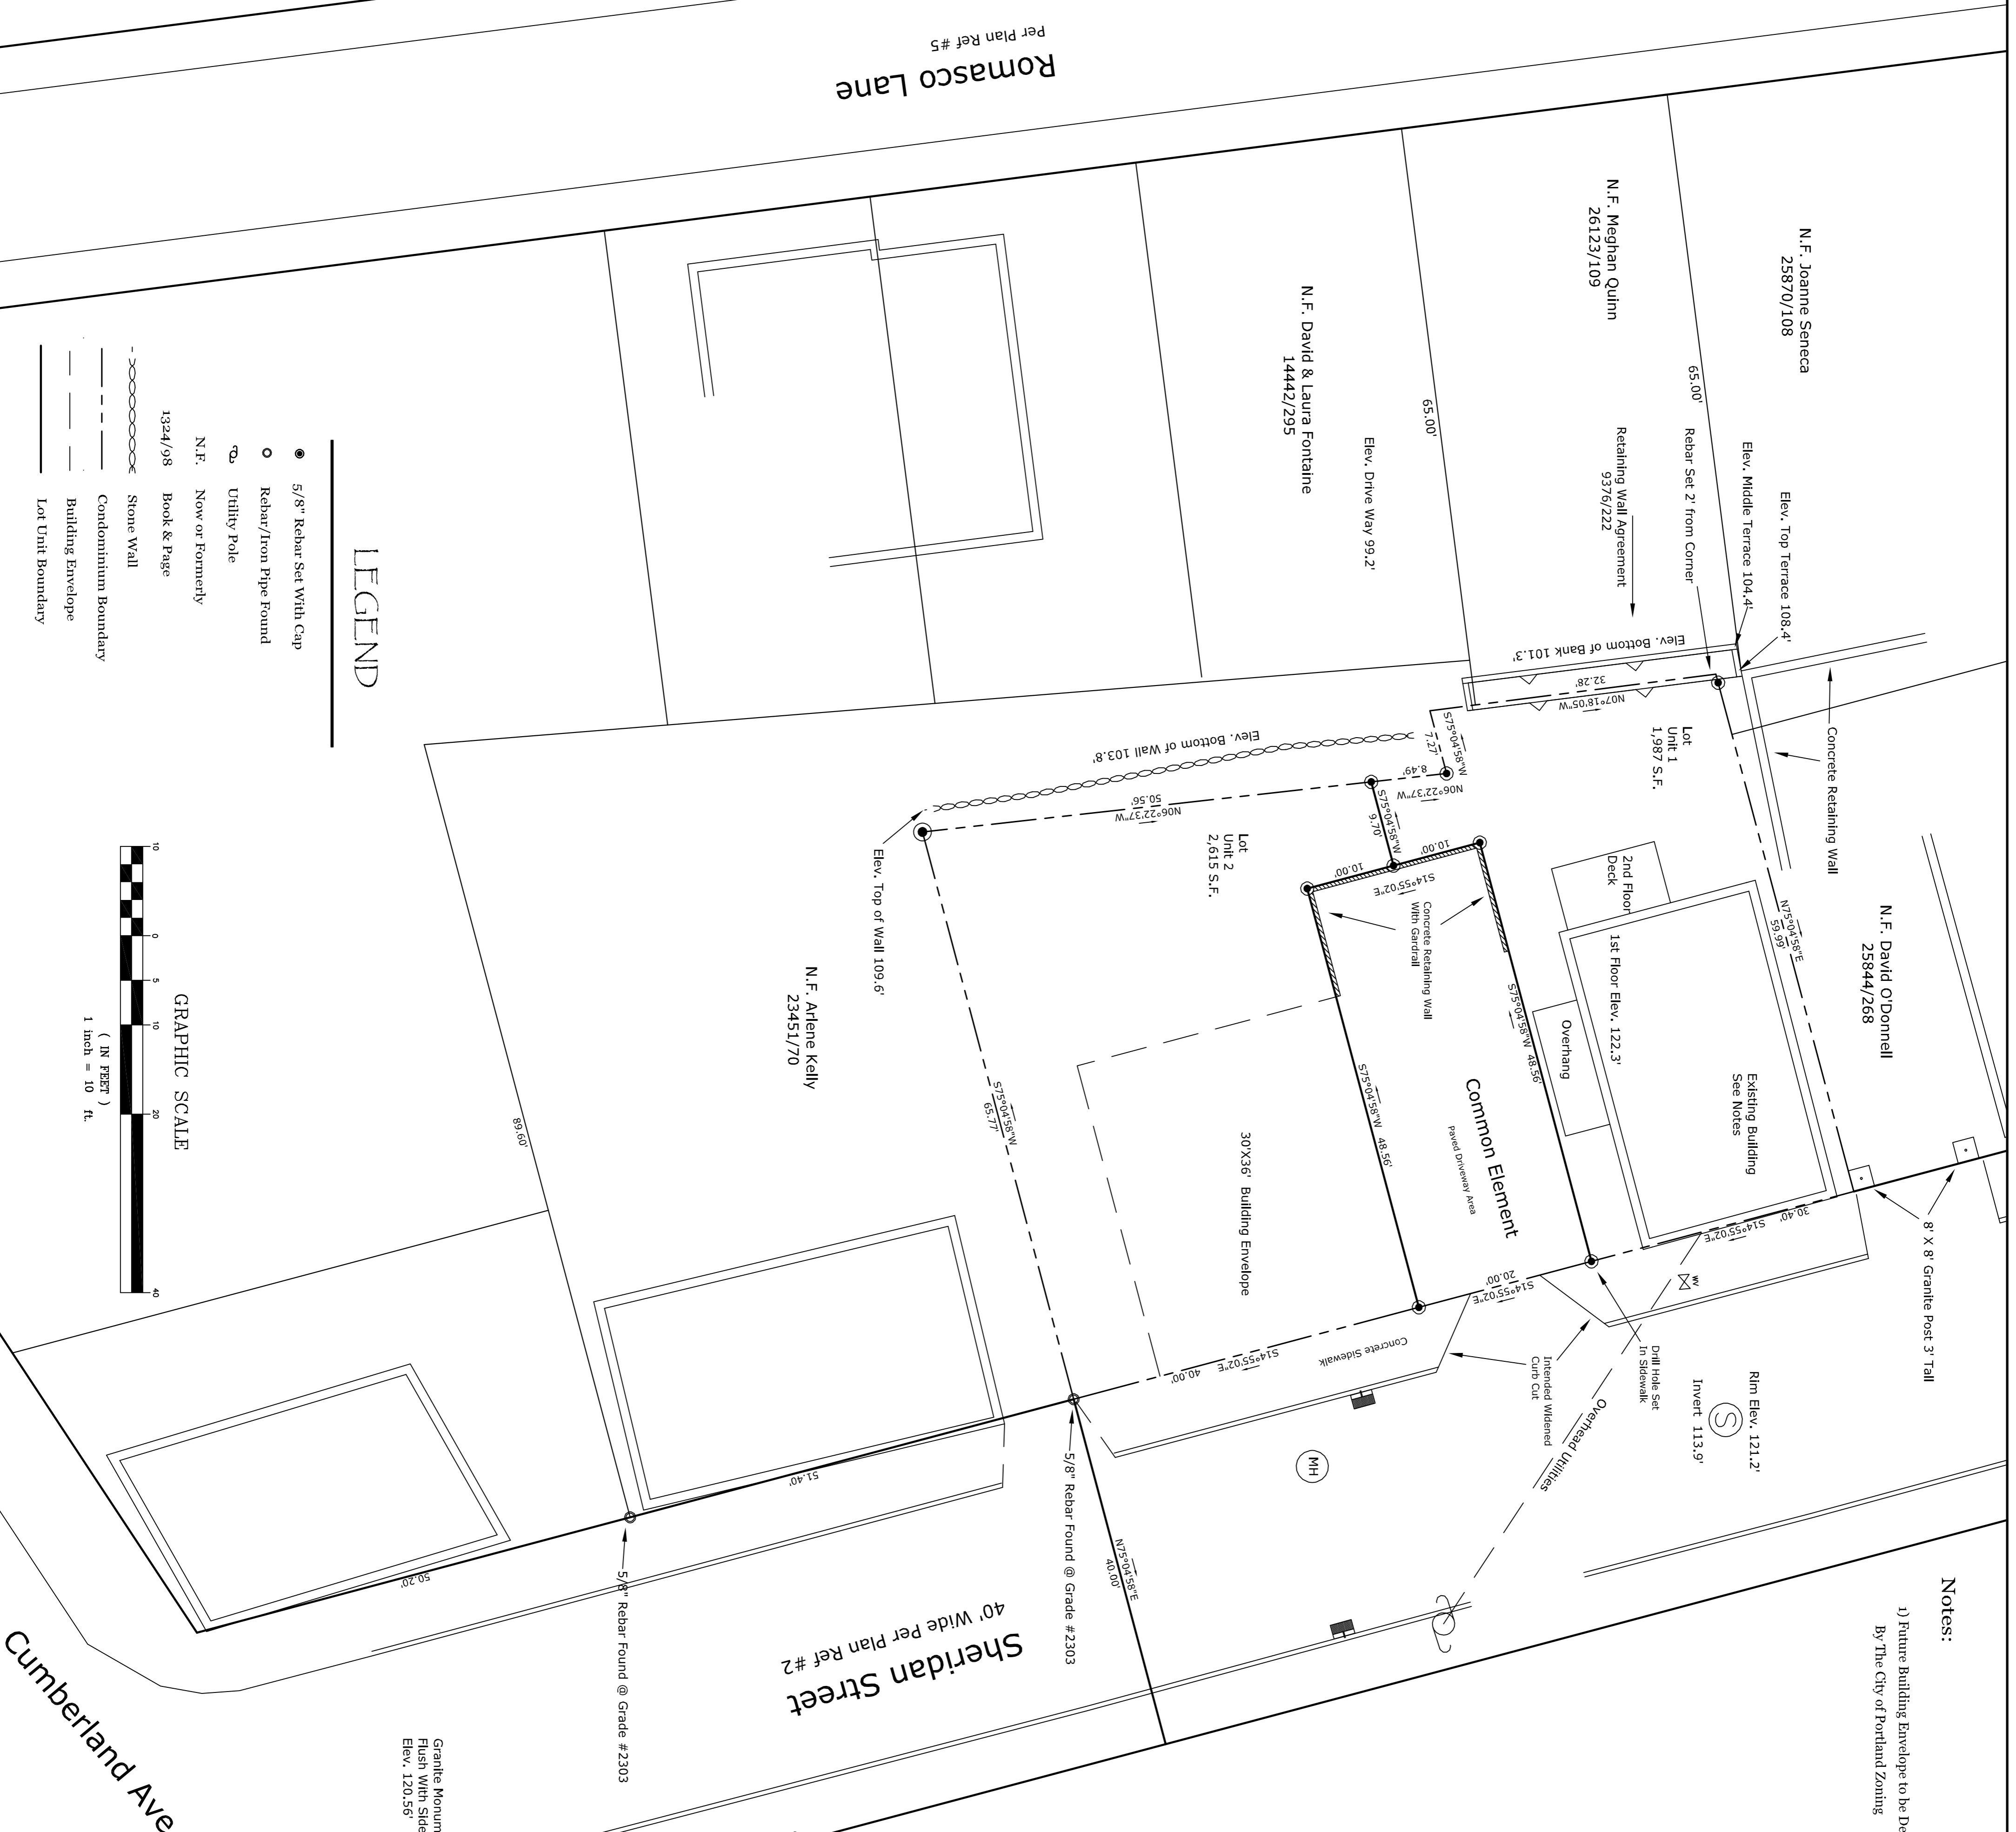 Romasco Lane
Per Plan Ref #5
N.F. Joanne Seneca
25870/108
N.F. Meghan Quinn
26123/109
N.F. David & Laura Fontaine
14442/295
65.00'
65.00'
Elev. Drive Way 99.2'
Retaining Wall Agreement
9376/222
Rebar Set 2' from Corner
Elev. Middle Terrace 104.4'
Elev. Top Terrace 108.4'
Elev. Bottom of Bank 101.3'
32.28'
N07°18'05"W
Concrete Retaining Wall
Lot
Unit 1
1,987 S.F.
S75°04'58"W
7.27'
8.49'
N06°22'37"W
Elev. Bottom of Wall 103.8'
50.56'
N06°22'37"W
S75°04'58"W
9.70'
10.00'
10.00'
S14°55'02"E
Lot
Unit 2
2,615 S.F.
Elev. Top of Wall 109.6'
Concrete Retaining Wall
With Gardrail
2nd Floor
Deck
1st Floor Elev. 122.3'
Overhang
Existing Building
See Notes
N75°04'58"E
59.99'
N.F. David O'Donnell
25844/268
S75°04'58"W 48.56'
S75°04'58"W 48.56'
Common Element
Paved Driveway Area
30'X36' Building Envelope
N.F. Arlene Kelly
23451/70
S75°04'58"W
65.77'
89.60'
30.40'
S14°55'02"E
20.00'
S14°55'02"E
S14°55'02"E
40.00'
Concrete Sidewalk
8' X 8' Granite Post 3' Tall
WV
Drill Hole Set
In Sidewalk
Intended Widened
Curb Cut
Overhead Utilities
Rim Elev. 121.2'
S
Invert 113.9'
MH
5/8" Rebar Found @ Grade #2303
5/8" Rebar Found @ Grade #2303
51.40'
50.20'
N75°04'58"E
40.00'
Sheridan Street
40' Wide Per Plan Ref #2
Cumberland Ave
Granite Monum
Flush With Side
Elev. 120.56'
Notes:
1) Future Building Envelope to be De
By The City of Portland Zoning
LEGEND
5/8" Rebar Set With Cap
Rebar/Iron Pipe Found
Utility Pole
N.F. Now or Formerly
1324/98 Book & Page
Stone Wall
Condominium Boundary
Building Envelope
Lot Unit Boundary
GRAPHIC SCALE
10 0 5 10 20 40
( IN FEET )
1 inch = 10 ft.